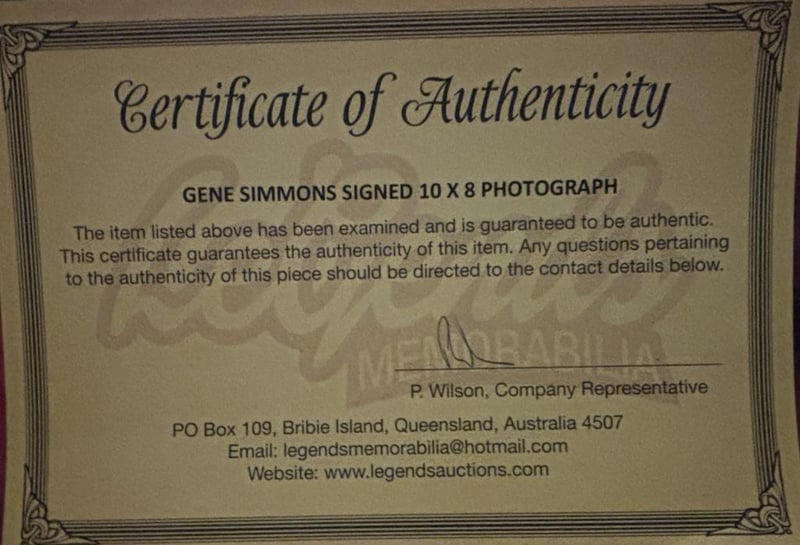 Certificate of Authenticity
GENE SIMMONS SIGNED 10 X 8 PHOTOGRAPH
The item listed above has been examined and is guaranteed to be authentic.
This certificate guarantees the authenticity of this item. Any questions pertaining
to the authenticity of this piece should be directed to the contact details below.
Legends
MEMORABILIA
P. Wilson, Company Representative
PO Box 109, Bribie Island, Queensland, Australia 4507
Email: legendsmemorabilia@hotmail.com
Website: www.legendsauctions.com